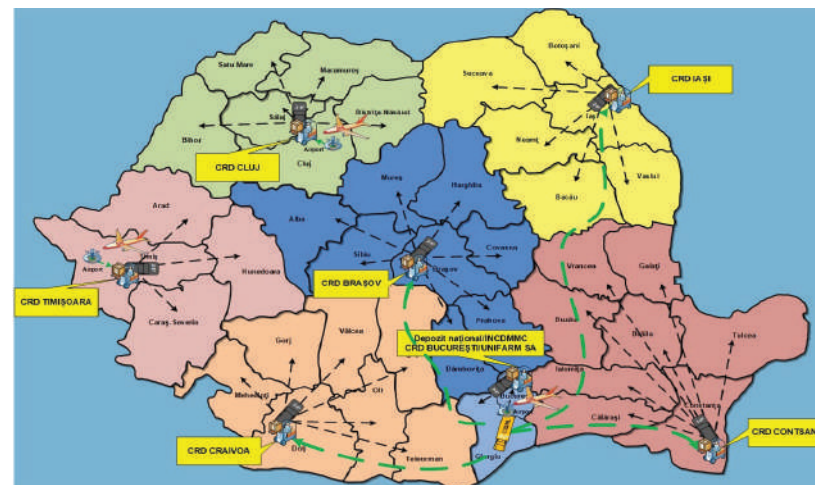 Botoşani
Satu Mare
Maramureş
Suceava
CRD IAŞI
Iaşi
Sălaj
Bistriţa-Năsăud
Bihor
Airport
Neamţ
CRD CLUJ
Cluj
Vaslui
Mureş
Harghita
Bacău
Arad
Alba
Timiş
Airport
Sibiu
Covasna
Vrancea
Galaţi
Hunedoara
Braşov
CRD TIMIŞOARA
CRD BRAŞOV
Caraş-Severin
Vâlcea
Prahova
Buzău
Brăila
Tulcea
Gorj
Depozit naţional/INCDMMC
CRD BUCUREŞTI/UNIFARM SA
Dâmboviţa
Ialomiţa
Mehedinţi
Olt
Constanţa
Călăraşi
CRD CRAIVOA
Dolj
Teleorman
Giurgiu
CRD CONTSAN